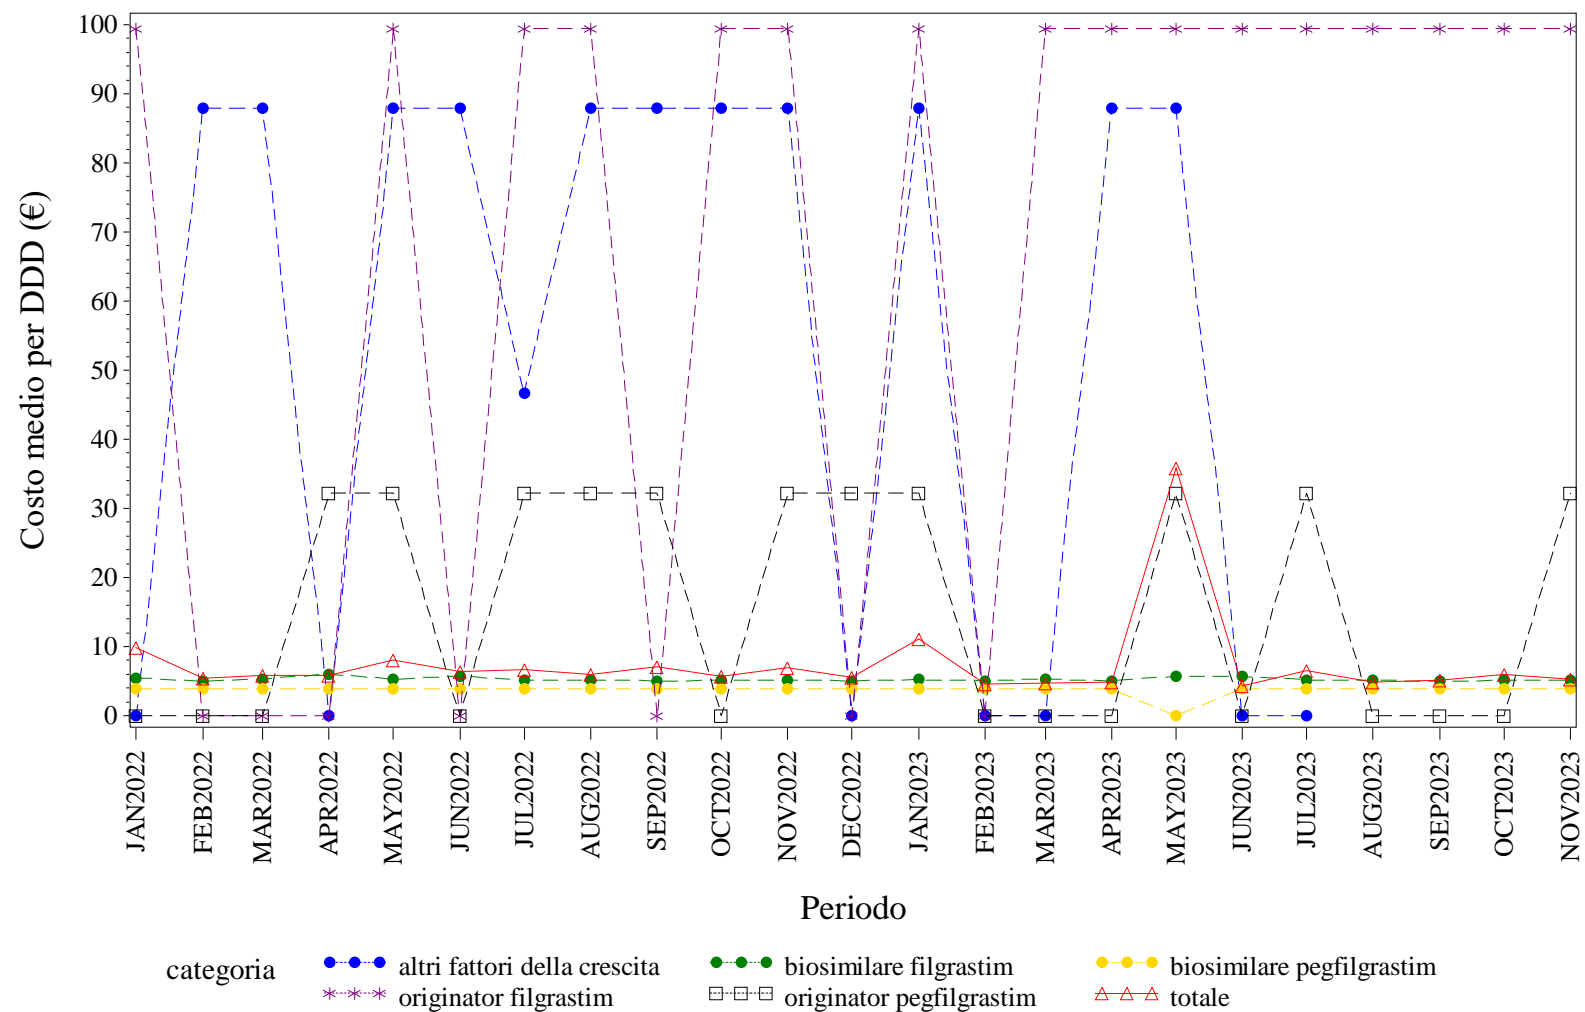 Costo medio per DDD (€)
100
90
80
70
60
50
40
30
20
10
0
JAN2022
FEB2022
MAR2022
APR2022
MAY2022
JUN2022
JUL2022
AUG2022
SEP2022
OCT2022
NOV2022
DEC2022
JAN2023
FEB2023
MAR2023
APR2023
MAY2023
JUN2023
JUL2023
AUG2023
SEP2023
OCT2023
NOV2023
Periodo
categoria
altri fattori della crescita
biosimilare filgrastim
biosimilare pegfilgrastim
originator filgrastim
originator pegfilgrastim
totale